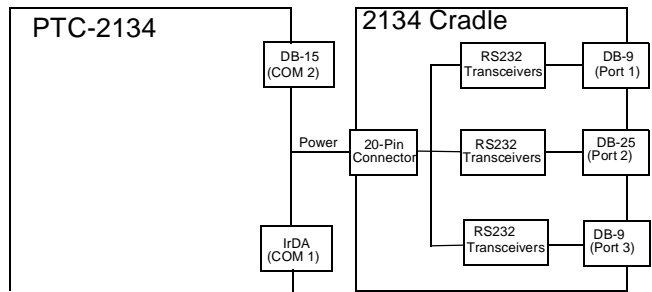 PTC-2134
2134 Cradle
DB-15
(COM 2)
RS232
Transceivers
DB-9
(Port 1)
Power
20-Pin
Connector
RS232
Transceivers
DB-25
(Port 2)
IrDA
(COM 1)
RS232
Transceivers
DB-9
(Port 3)